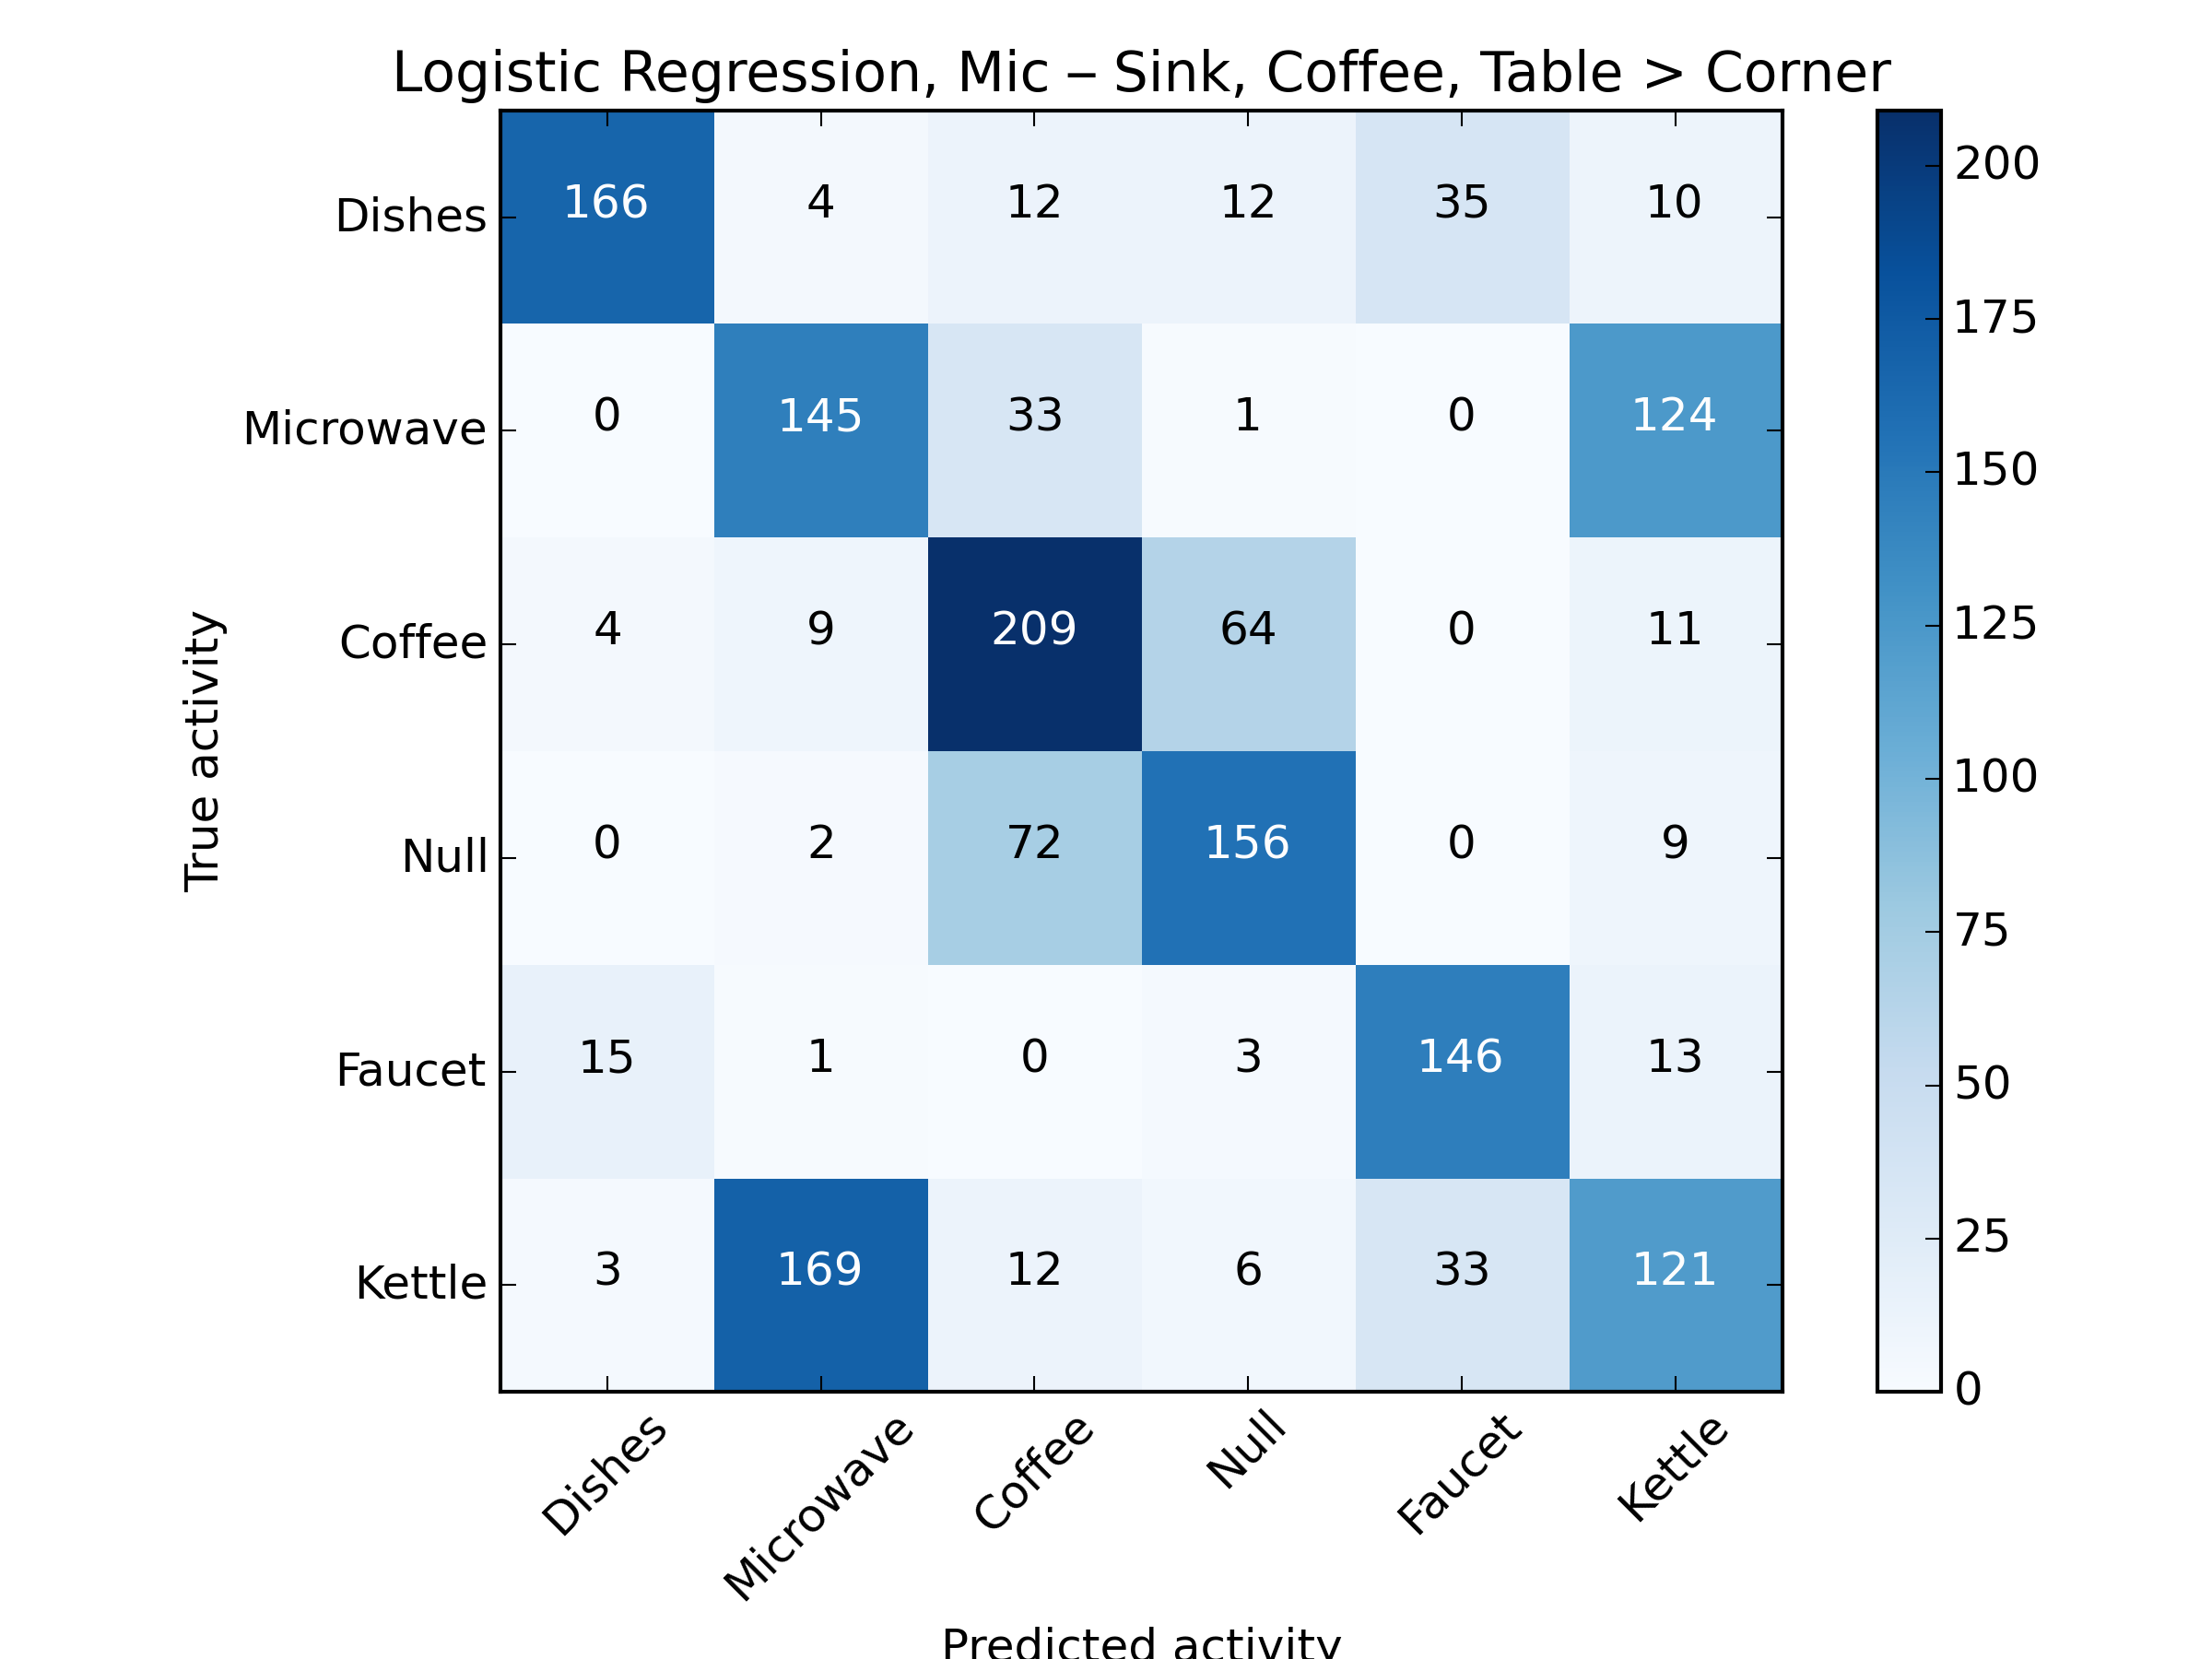 Logistic Regression, Mic – Sink, Coffee, Table > Corner
Dishes 166 4 12 12 35 10
Microwave 0 145 33 1 0 124
Coffee 4 9 209 64 0 11
Null 0 2 72 156 0 9
Faucet 15 1 0 3 146 13
Kettle 3 169 12 6 33 121
True activity
Dishes Microwave Coffee Null Faucet Kettle
Predicted activity
200
175
150
125
100
75
50
25
0